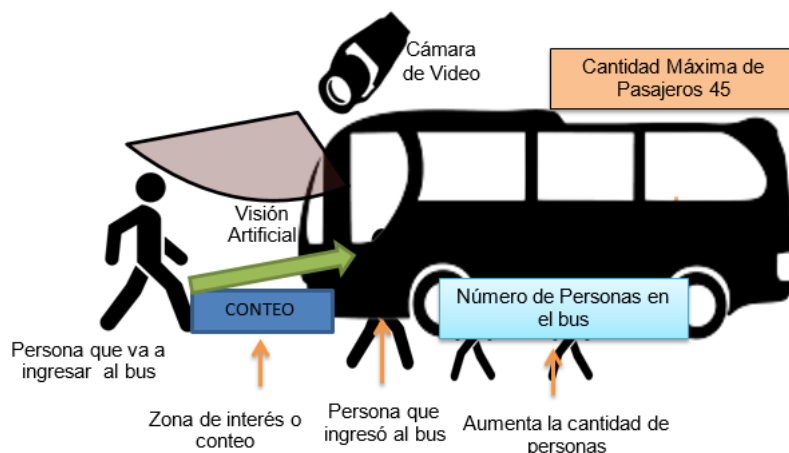 Cámara
de Video
Cantidad Máxima de
Pasajeros 45
Visión
Artificial
CONTEO
Número de Personas en
el bus
Persona que va a
ingresar al bus
Zona de interés o
conteo
Persona que
ingresó al bus
Aumenta la cantidad de
personas